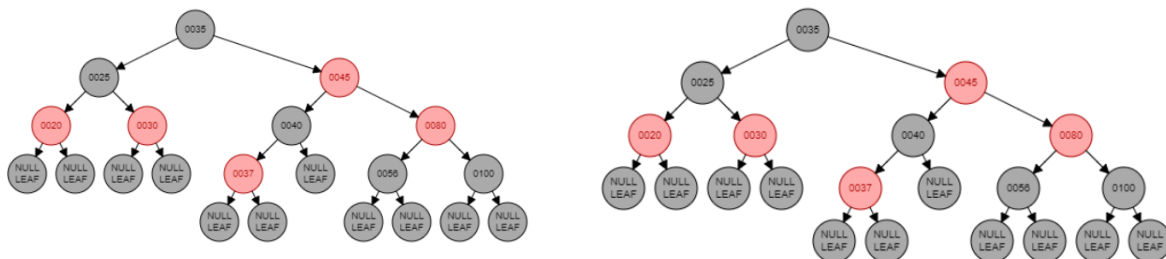 0035
0025 0045
0020 0030 0040 0080
NULL LEAF NULL LEAF NULL LEAF NULL LEAF 0037 NULL LEAF 0056 0100
NULL LEAF NULL LEAF NULL LEAF NULL LEAF NULL LEAF NULL LEAF
0035
0025 0045
0020 0030 0040 0080
NULL LEAF NULL LEAF NULL LEAF NULL LEAF 0037 NULL LEAF 0056 0100
NULL LEAF NULL LEAF NULL LEAF NULL LEAF NULL LEAF NULL LEAF